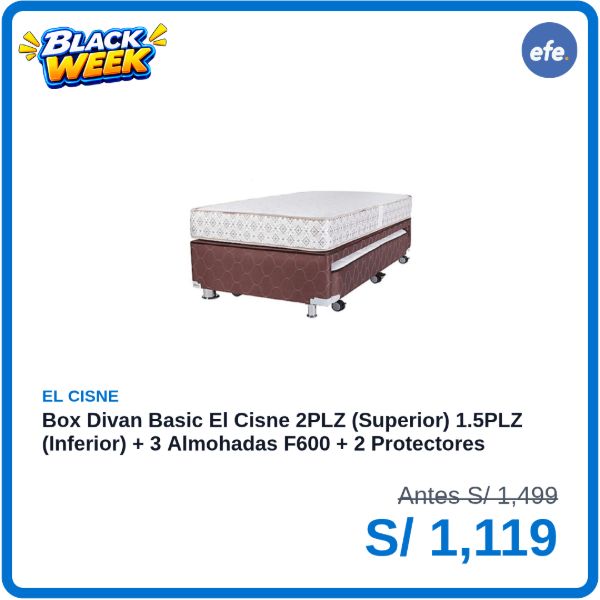 BLACK
WEEK
efe.
EL CISNE
Box Divan Basic El Cisne 2PLZ (Superior) 1.5PLZ
(Inferior) + 3 Almohadas F600 + 2 Protectores
Antes S/ 1,499
S/ 1,119